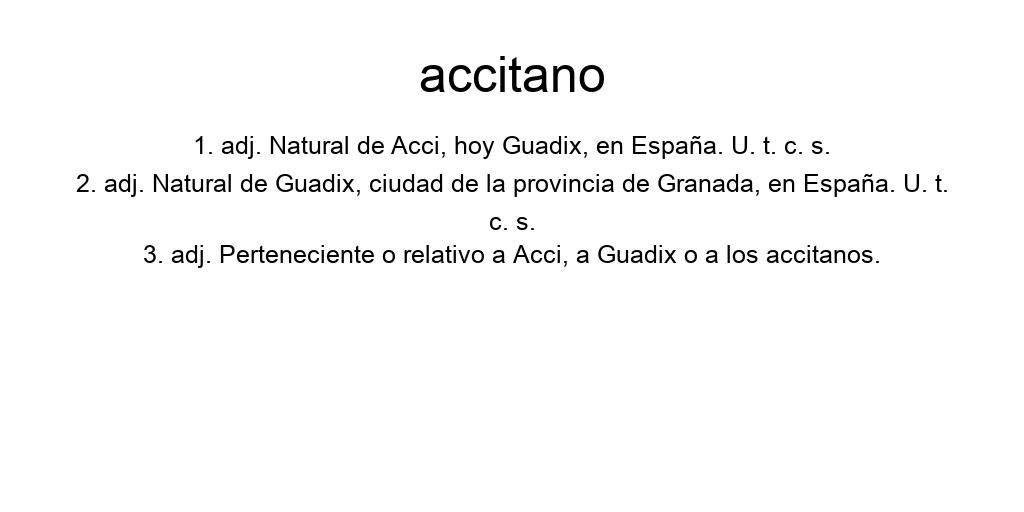 accitano
1. adj. Natural de Acci, hoy Guadix, en España. U. t. c. s.
2. adj. Natural de Guadix, ciudad de la provincia de Granada, en España. U. t.
c. s.
3. adj. Perteneciente o relativo a Acci, a Guadix o a los accitanos.